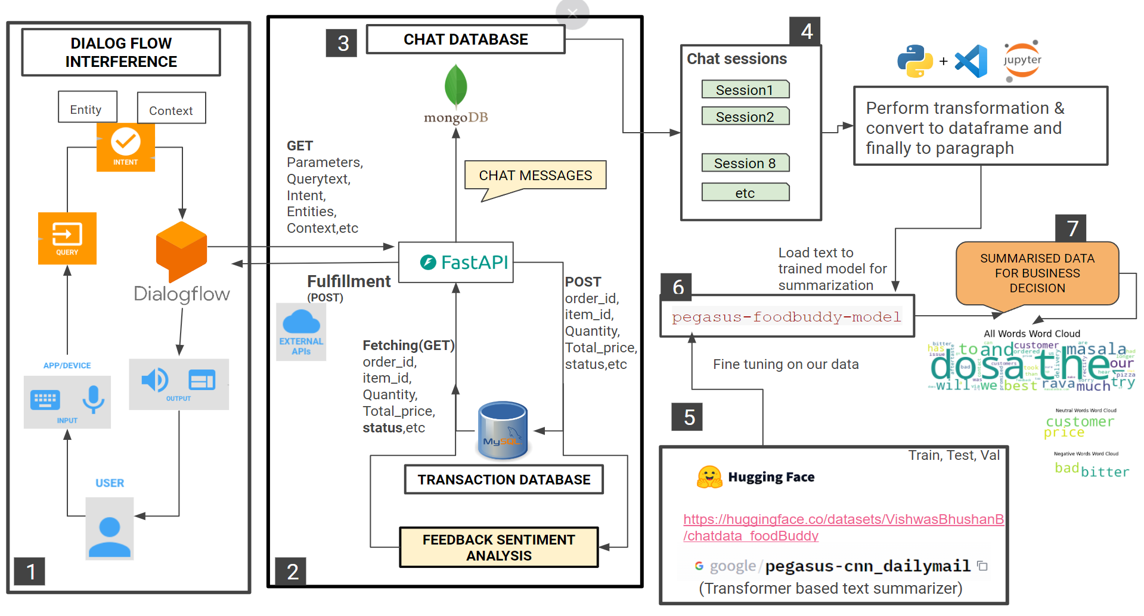 DIALOG FLOW
INTERFERENCE
Entity
Context
INTENT
QUERY
Dialogflow
APP/DEVICE
INPUT
OUTPUT
USER
1
3
CHAT DATABASE
mongoDB
GET
Parameters,
Querytext,
Intent,
Entities,
Context,etc
CHAT MESSAGES
FastAPI
Fulfillment
(POST)
EXTERNAL
APIs
POST
order_id,
item_id,
Quantity,
Total_price,
status,etc
Fetching(GET)
order_id,
item_id,
Quantity,
Total_price,
status,etc
MySQL
TRANSACTION DATABASE
FEEDBACK SENTIMENT
ANALYSIS
2
4
Chat sessions
Session1
Session2
Session 8
etc
+
jupyter
Perform transformation &
convert to dataframe and
finally to paragraph
7
SUMMARISED DATA
FOR BUSINESS
DECISION
Load text to
trained model for
summarization
6
pegasus-foodbuddy-model
Fine tuning on our data
All Words Word Cloud
bitter
has to and customer masala
ordered
dosa the our
pizza
will we best rava much try
Neutral Words Word Cloud
customer
price
Negative Words Word Cloud
bad bitter
5
Train, Test, Val
Hugging Face
https://huggingface.co/datasets/VishwasBhushanB
/chatdata_foodBuddy
google/pegasus-cnn_dailymail
(Transformer based text summarizer)